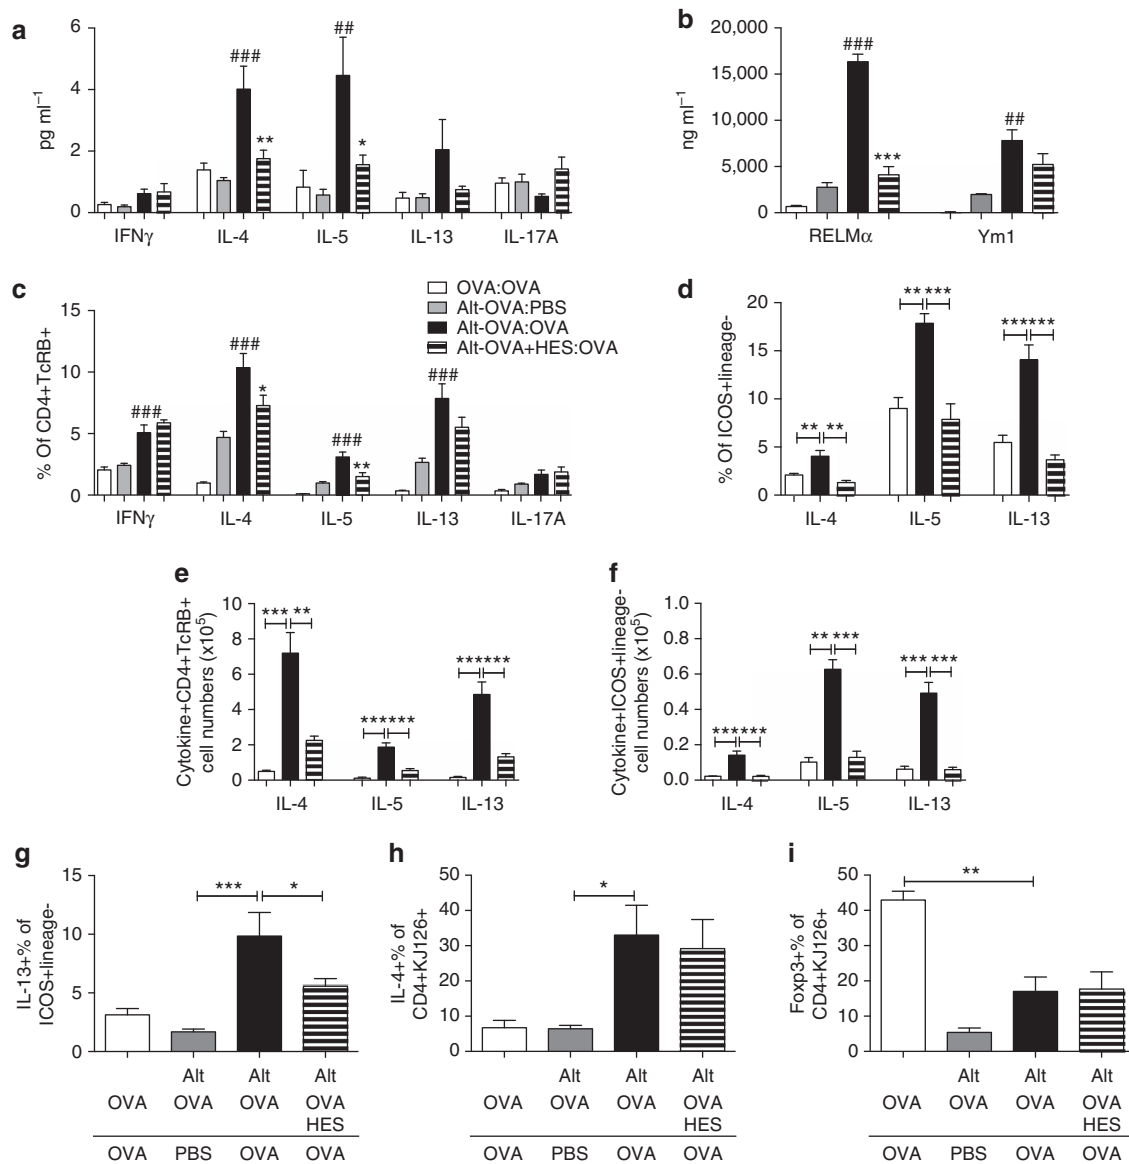 a
pg ml⁻¹
6
4
2
0
###
**
##
*
IFNγ IL-4 IL-5 IL-13 IL-17A
b
ng ml⁻¹
20,000
15,000
10,000
5,000
0
###
***
##
RELMα Ym1
c
% Of CD4+TcRB+
15
10
5
0
OVA:OVA
Alt-OVA:PBS
Alt-OVA:OVA
Alt-OVA+HES:OVA
###
###
*
###
**
###
IFNγ IL-4 IL-5 IL-13 IL-17A
d
% Of ICOS+lineage-
20
15
10
5
0
** **
** ***
*** ***
IL-4 IL-5 IL-13
e
Cytokine+CD4+TcRB+
cell numbers (x10⁵)
10
8
6
4
2
0
*** **
*** ***
*** ***
IL-4 IL-5 IL-13
f
Cytokine+ICOS+lineage-
cell numbers (x10⁵)
1.0
0.8
0.6
0.4
0.2
0.0
*** ***
** ***
*** ***
IL-4 IL-5 IL-13
g
IL-13+% of
ICOS+lineage-
15
10
5
0
*** *
Alt Alt Alt
OVA OVA OVA OVA
HES
OVA PBS OVA OVA
h
IL-4+% of
CD4+KJ126+
50
40
30
20
10
0
*
Alt Alt Alt
OVA OVA OVA OVA
HES
OVA PBS OVA OVA
i
Foxp3+% of
CD4+KJ126+
50
40
30
20
10
0
**
Alt Alt Alt
OVA OVA OVA OVA
HES
OVA PBS OVA OVA